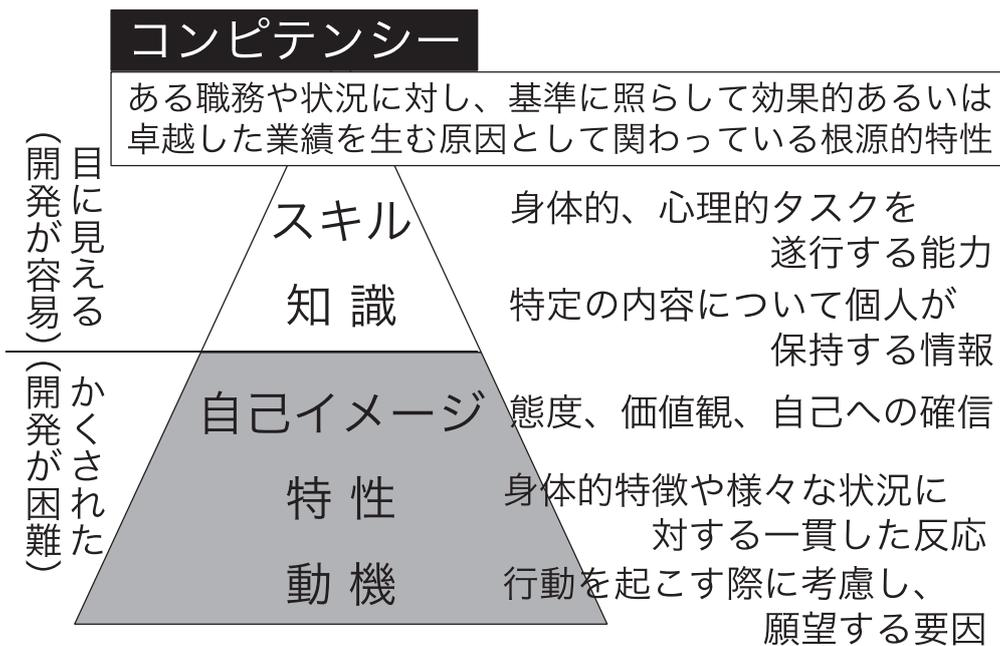 コンピテンシー
ある職務や状況に対し、基準に照らして効果的あるいは
卓越した業績を生む原因として関わっている根源的特性
目に見える
（開発が容易）
スキル
身体的、心理的タスクを
遂行する能力
知 識
特定の内容について個人が
保持する情報
かくされた
（開発が困難）
自己イメージ
態度、価値観、自己への確信
特 性
身体的特徴や様々な状況に
対する一貫した反応
動 機
行動を起こす際に考慮し、
願望する要因